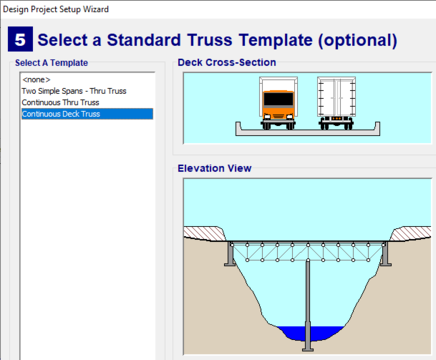 Design Project Setup Wizard
5 Select a Standard Truss Template (optional)
Select A Template
<none>
Two Simple Spans - Thru Truss
Continuous Thru Truss
Continuous Deck Truss
Deck Cross-Section
Elevation View